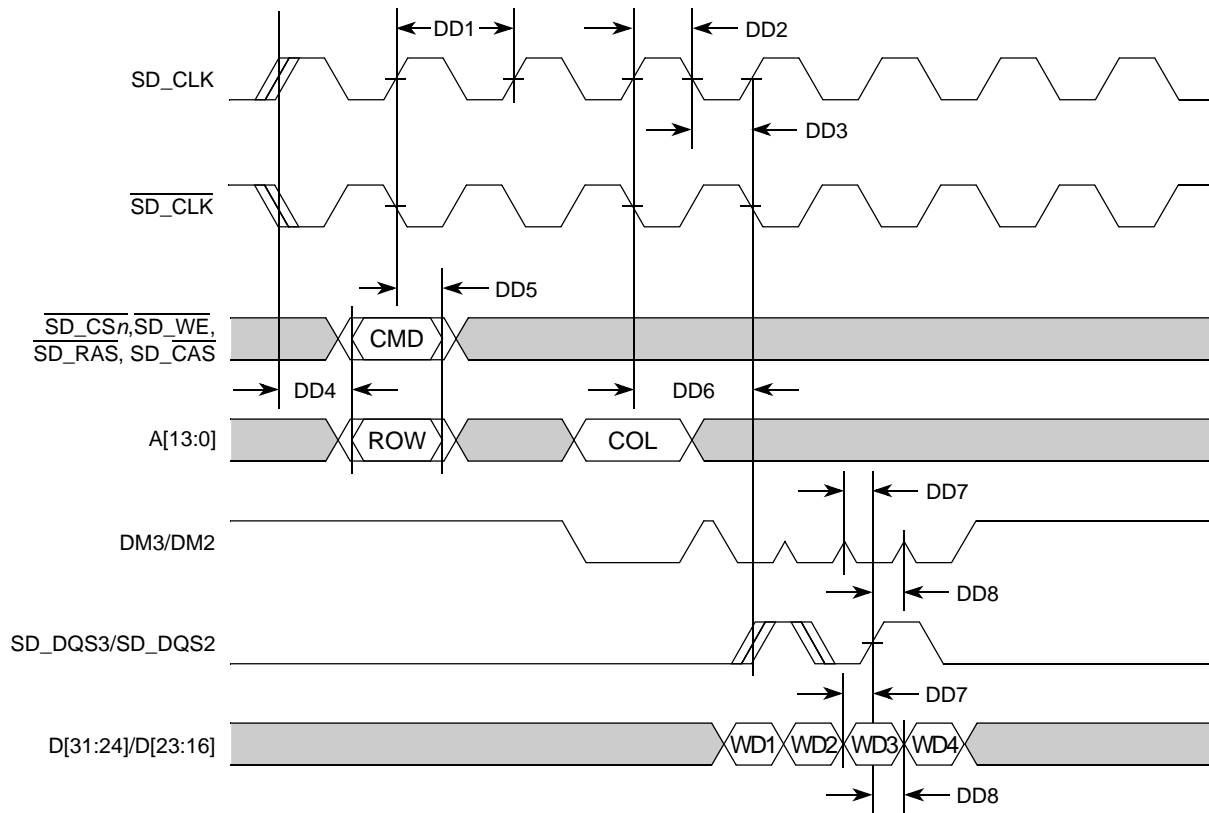 DD1
DD2
SD_CLK
DD3
SD_CLK
DD5
SD_CSn,SD_WE,
SD_RAS, SD_CAS
CMD
DD4
DD6
A[13:0]
ROW
COL
DD7
DM3/DM2
DD8
SD_DQS3/SD_DQS2
DD7
D[31:24]/D[23:16]
WD1
WD2
WD3
WD4
DD8